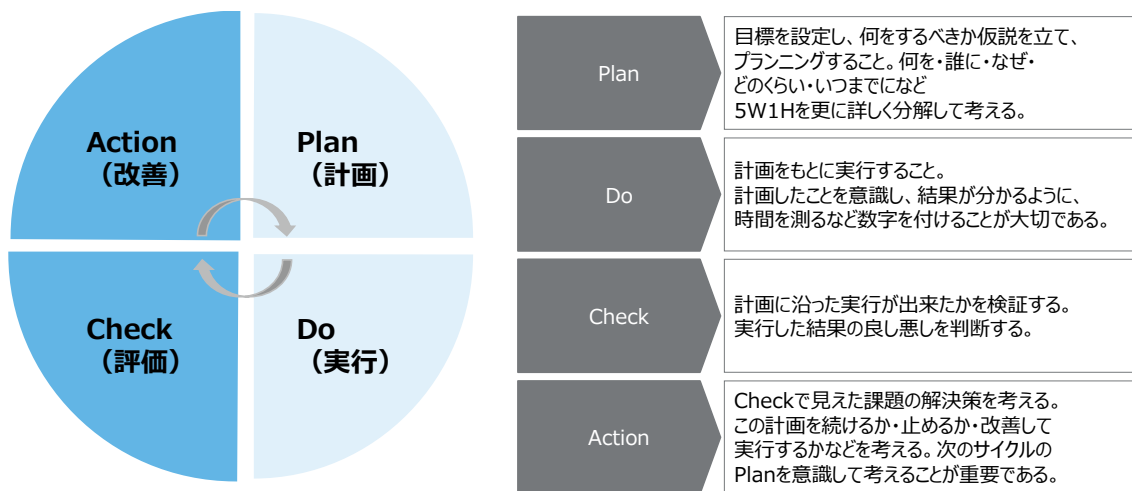 Action
（改善）
Plan
（計画）
Check
（評価）
Do
（実行）
Plan
目標を設定し、何をするべきか仮説を立て、
プランニングすること。何を・誰に・なぜ・
どのくらい・いつまでになど
5W1Hを更に詳しく分解して考える。
Do
計画をもとに実行すること。
計画したことを意識し、結果が分かるように、
時間を測るなど数字を付けることが大切である。
Check
計画に沿った実行が出来たかを検証する。
実行した結果の良し悪しを判断する。
Action
Checkで見えた課題の解決策を考える。
この計画を続けるか・止めるか・改善して
実行するかなどを考える。次のサイクルの
Planを意識して考えることが重要である。